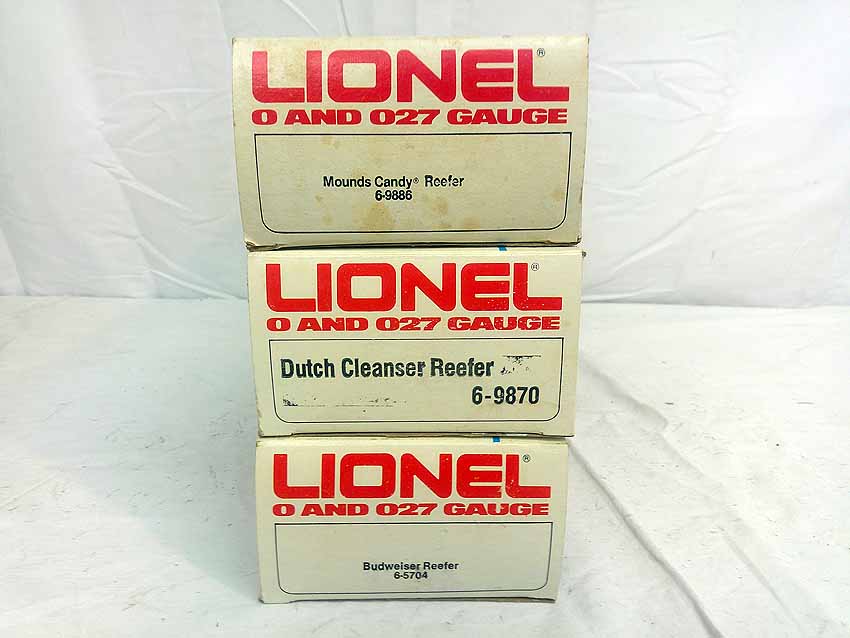 LIONEL®
O AND O27 GAUGE
Mounds Candy® Reefer
6-9886
LIONEL®
O AND O27 GAUGE
Dutch Cleanser Reefer
6-9870
LIONEL®
O AND O27 GAUGE
Budweiser Reefer
6-5704